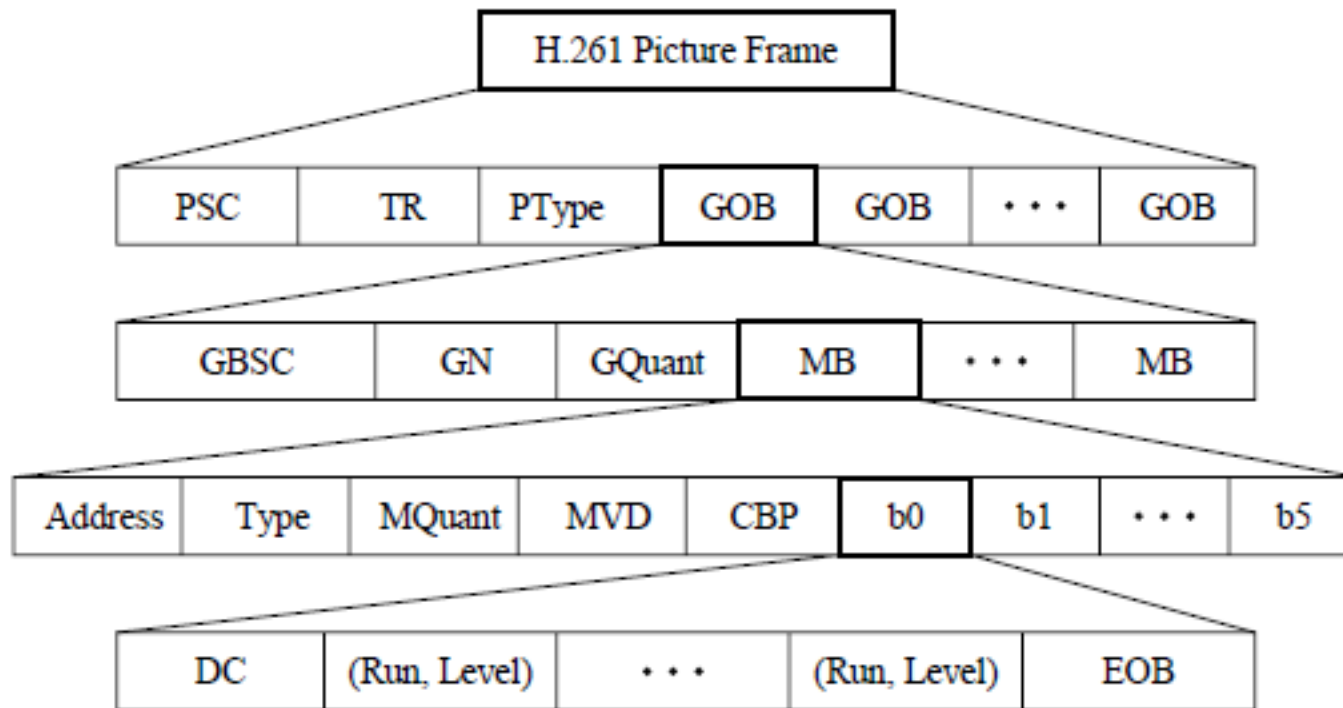 H.261 Picture Frame
PSC TR PType GOB GOB • • • GOB
GBSC GN GQuant MB • • • MB
Address Type MQuant MVD CBP b0 b1 • • • b5
DC (Run, Level) • • • (Run, Level) EOB